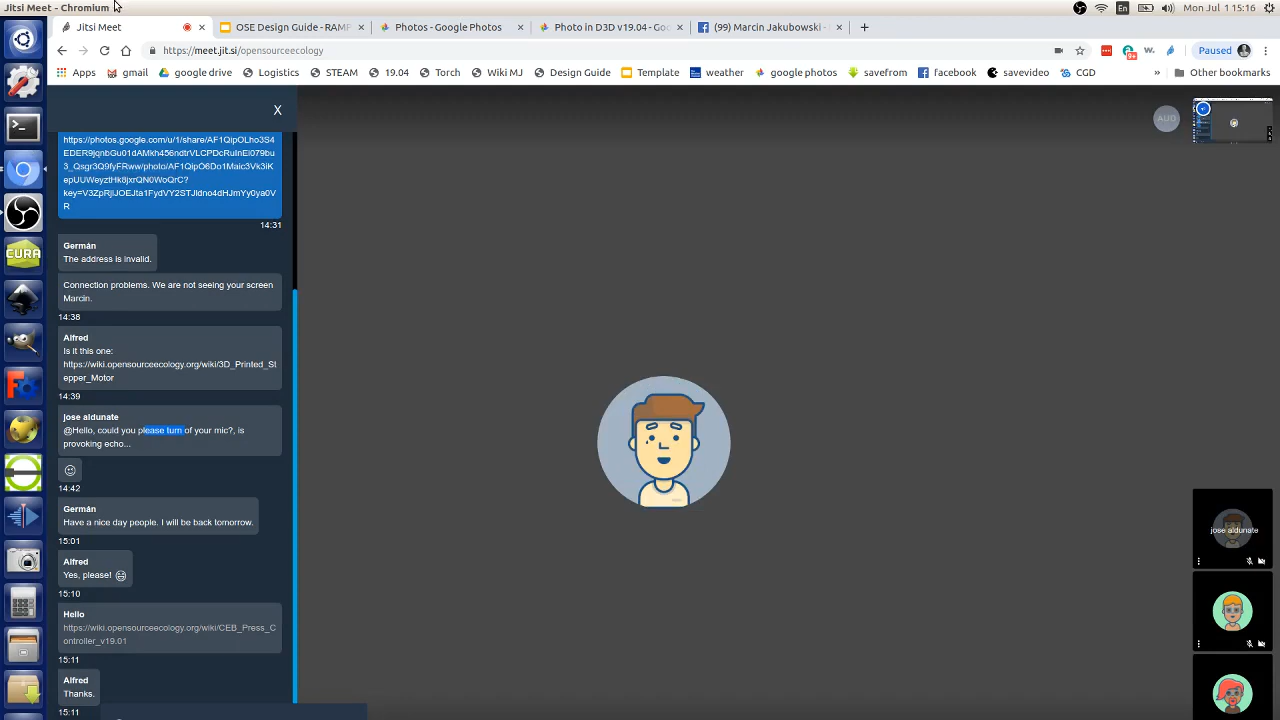 Jitsi Meet - Chromium
En
Mon Jul 1 15:16
Jitsi Meet
OSE Design Guide - RAMP
Photos - Google Photos
Photo in D3D v19.04 - Goo
(99) Marcin Jakubowski -
https://meet.jit.si/opensourceecology
9+
W.
Paused
Apps
gmail
google drive
Logistics
STEAM
19.04
Torch
Wiki MJ
Design Guide
Template
weather
google photos
savefrom
facebook
savevideo
CGD
»
Other bookmarks
X
AUD
EDER9jqnbGu01dAMkh456ndtrVLCPDcRuInEl079bu
epUUWeyztHk8jxrQN0WoQrC?
R
14:31
Germán
The address is invalid.
Connection problems. We are not seeing your screen
Marcin.
14:38
Alfred
Is it this one:
https://wiki.opensourceecology.org/wiki/3D_Printed_St
epper_Motor
14:39
jose aldunate
@Hello, could you please turn of your mic?, is
provoking echo...
14:42
Germán
Have a nice day people. I will be back tomorrow.
15:01
Alfred
Yes, please!
15:10
Hello
https://wiki.opensourceecology.org/wiki/CEB_Press_C
ontroller_v19.01
15:11
Alfred
Thanks.
15:11
CURA
jose aldunate